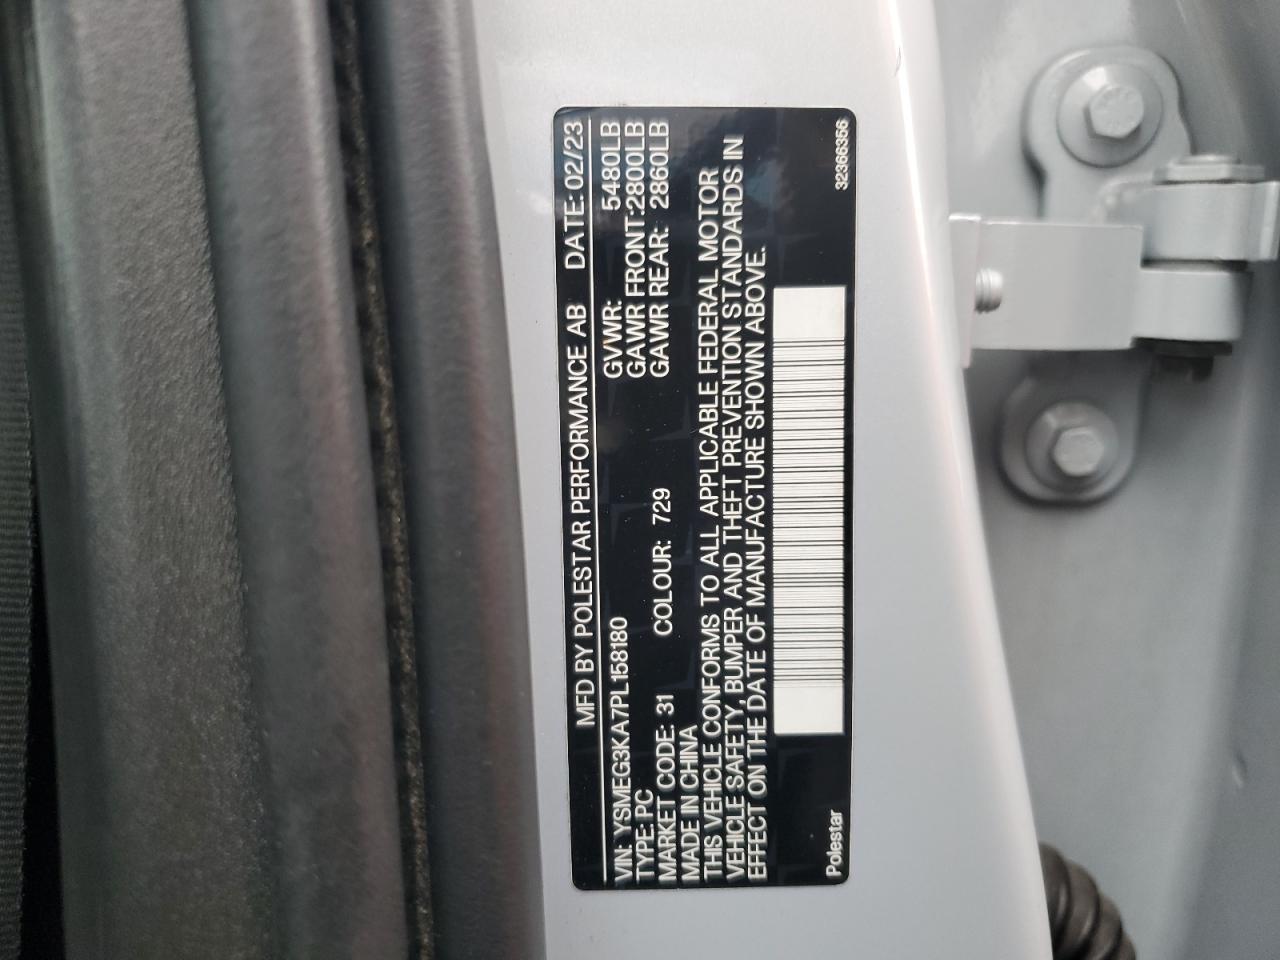 MFD BY POLESTAR PERFORMANCE AB DATE: 02/23
VIN: YSMEG3KA7PL158180 GVWR: 5480LB
TYPE: PC GAWR FRONT: 2800LB
MARKET CODE: 31 COLOUR: 729 GAWR REAR: 2860LB
MADE IN CHINA
THIS VEHICLE CONFORMS TO ALL APPLICABLE FEDERAL MOTOR
VEHICLE SAFETY, BUMPER AND THEFT PREVENTION STANDARDS IN
EFFECT ON THE DATE OF MANUFACTURE SHOWN ABOVE.
Polestar 32366356